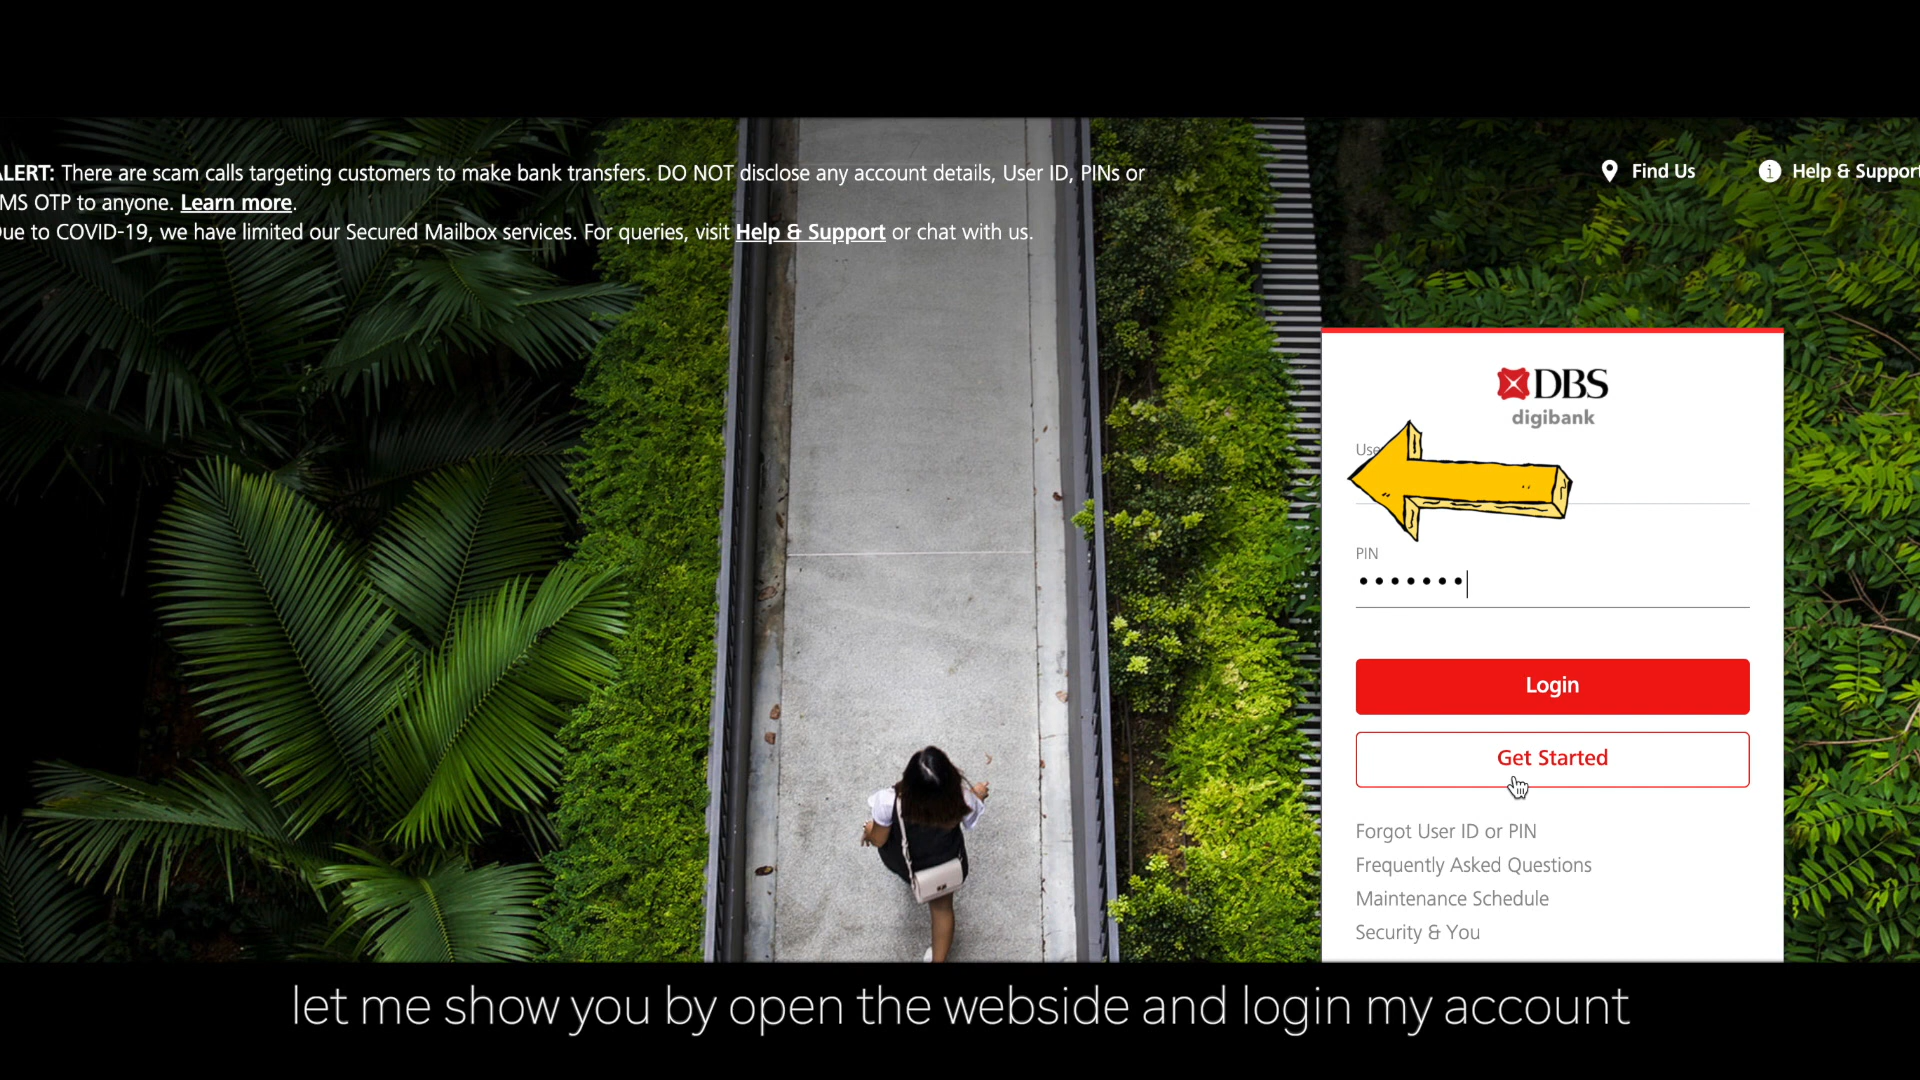 LERT: There are scam calls targeting customers to make bank transfers. DO NOT disclose any account details, User ID, PINs or
MS OTP to anyone. Learn more.
ue to COVID-19, we have limited our Secured Mailbox services. For queries, visit Help & Support or chat with us.
Find Us
Help & Support
DBS
digibank
Use
PIN
Login
Get Started
Forgot User ID or PIN
Frequently Asked Questions
Maintenance Schedule
Security & You
let me show you by open the webside and login my account